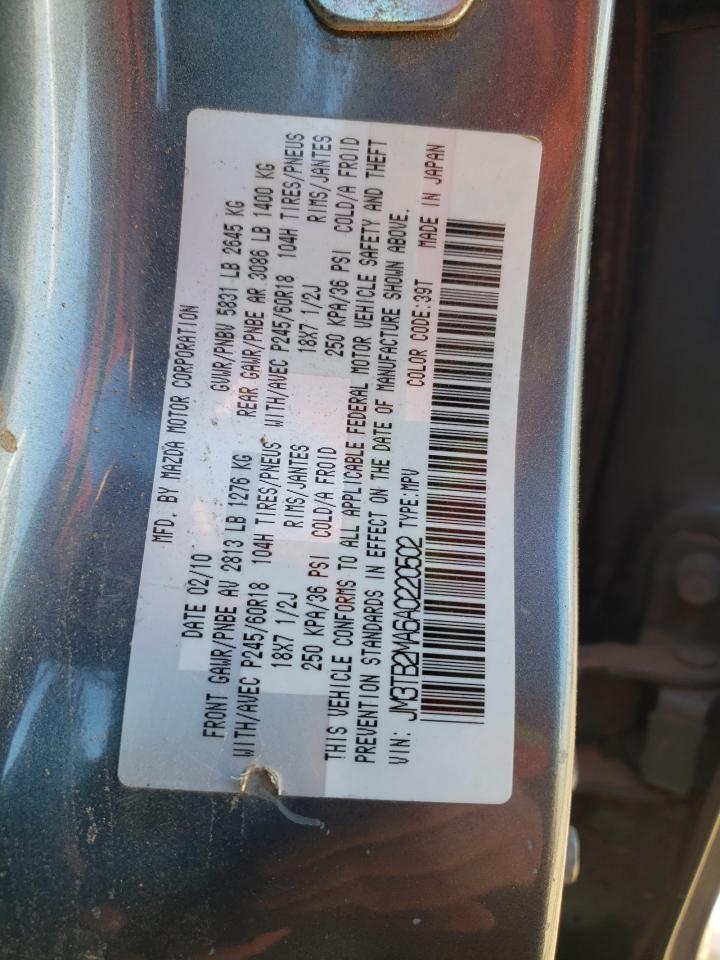 MFD. BY MAZDA MOTOR CORPORATION
DATE 02/10 GVWR/PNBV 5831 LB 2645 KG
FRONT GAWR/PNBE AV 2813 LB 1276 KG REAR GAWR/PNBE AR 3086 LB 1400 KG
WITH/AVEC P245/60R18 104H TIRES/PNEUS WITH/AVEC P245/60R18 104H TIRES/PNEUS
18X7 1/2J RIMS/JANTES 18X7 1/2J RIMS/JANTES
250 KPA/36 PSI COLD/A FROID 250 KPA/36 PSI COLD/A FROID
THIS VEHICLE CONFORMS TO ALL APPLICABLE FEDERAL MOTOR VEHICLE SAFETY AND THEFT
PREVENTION STANDARDS IN EFFECT ON THE DATE OF MANUFACTURE SHOWN ABOVE.
VIN: JM3TB2MA6A0220502 TYPE:MPV COLOR CODE:39T MADE IN JAPAN